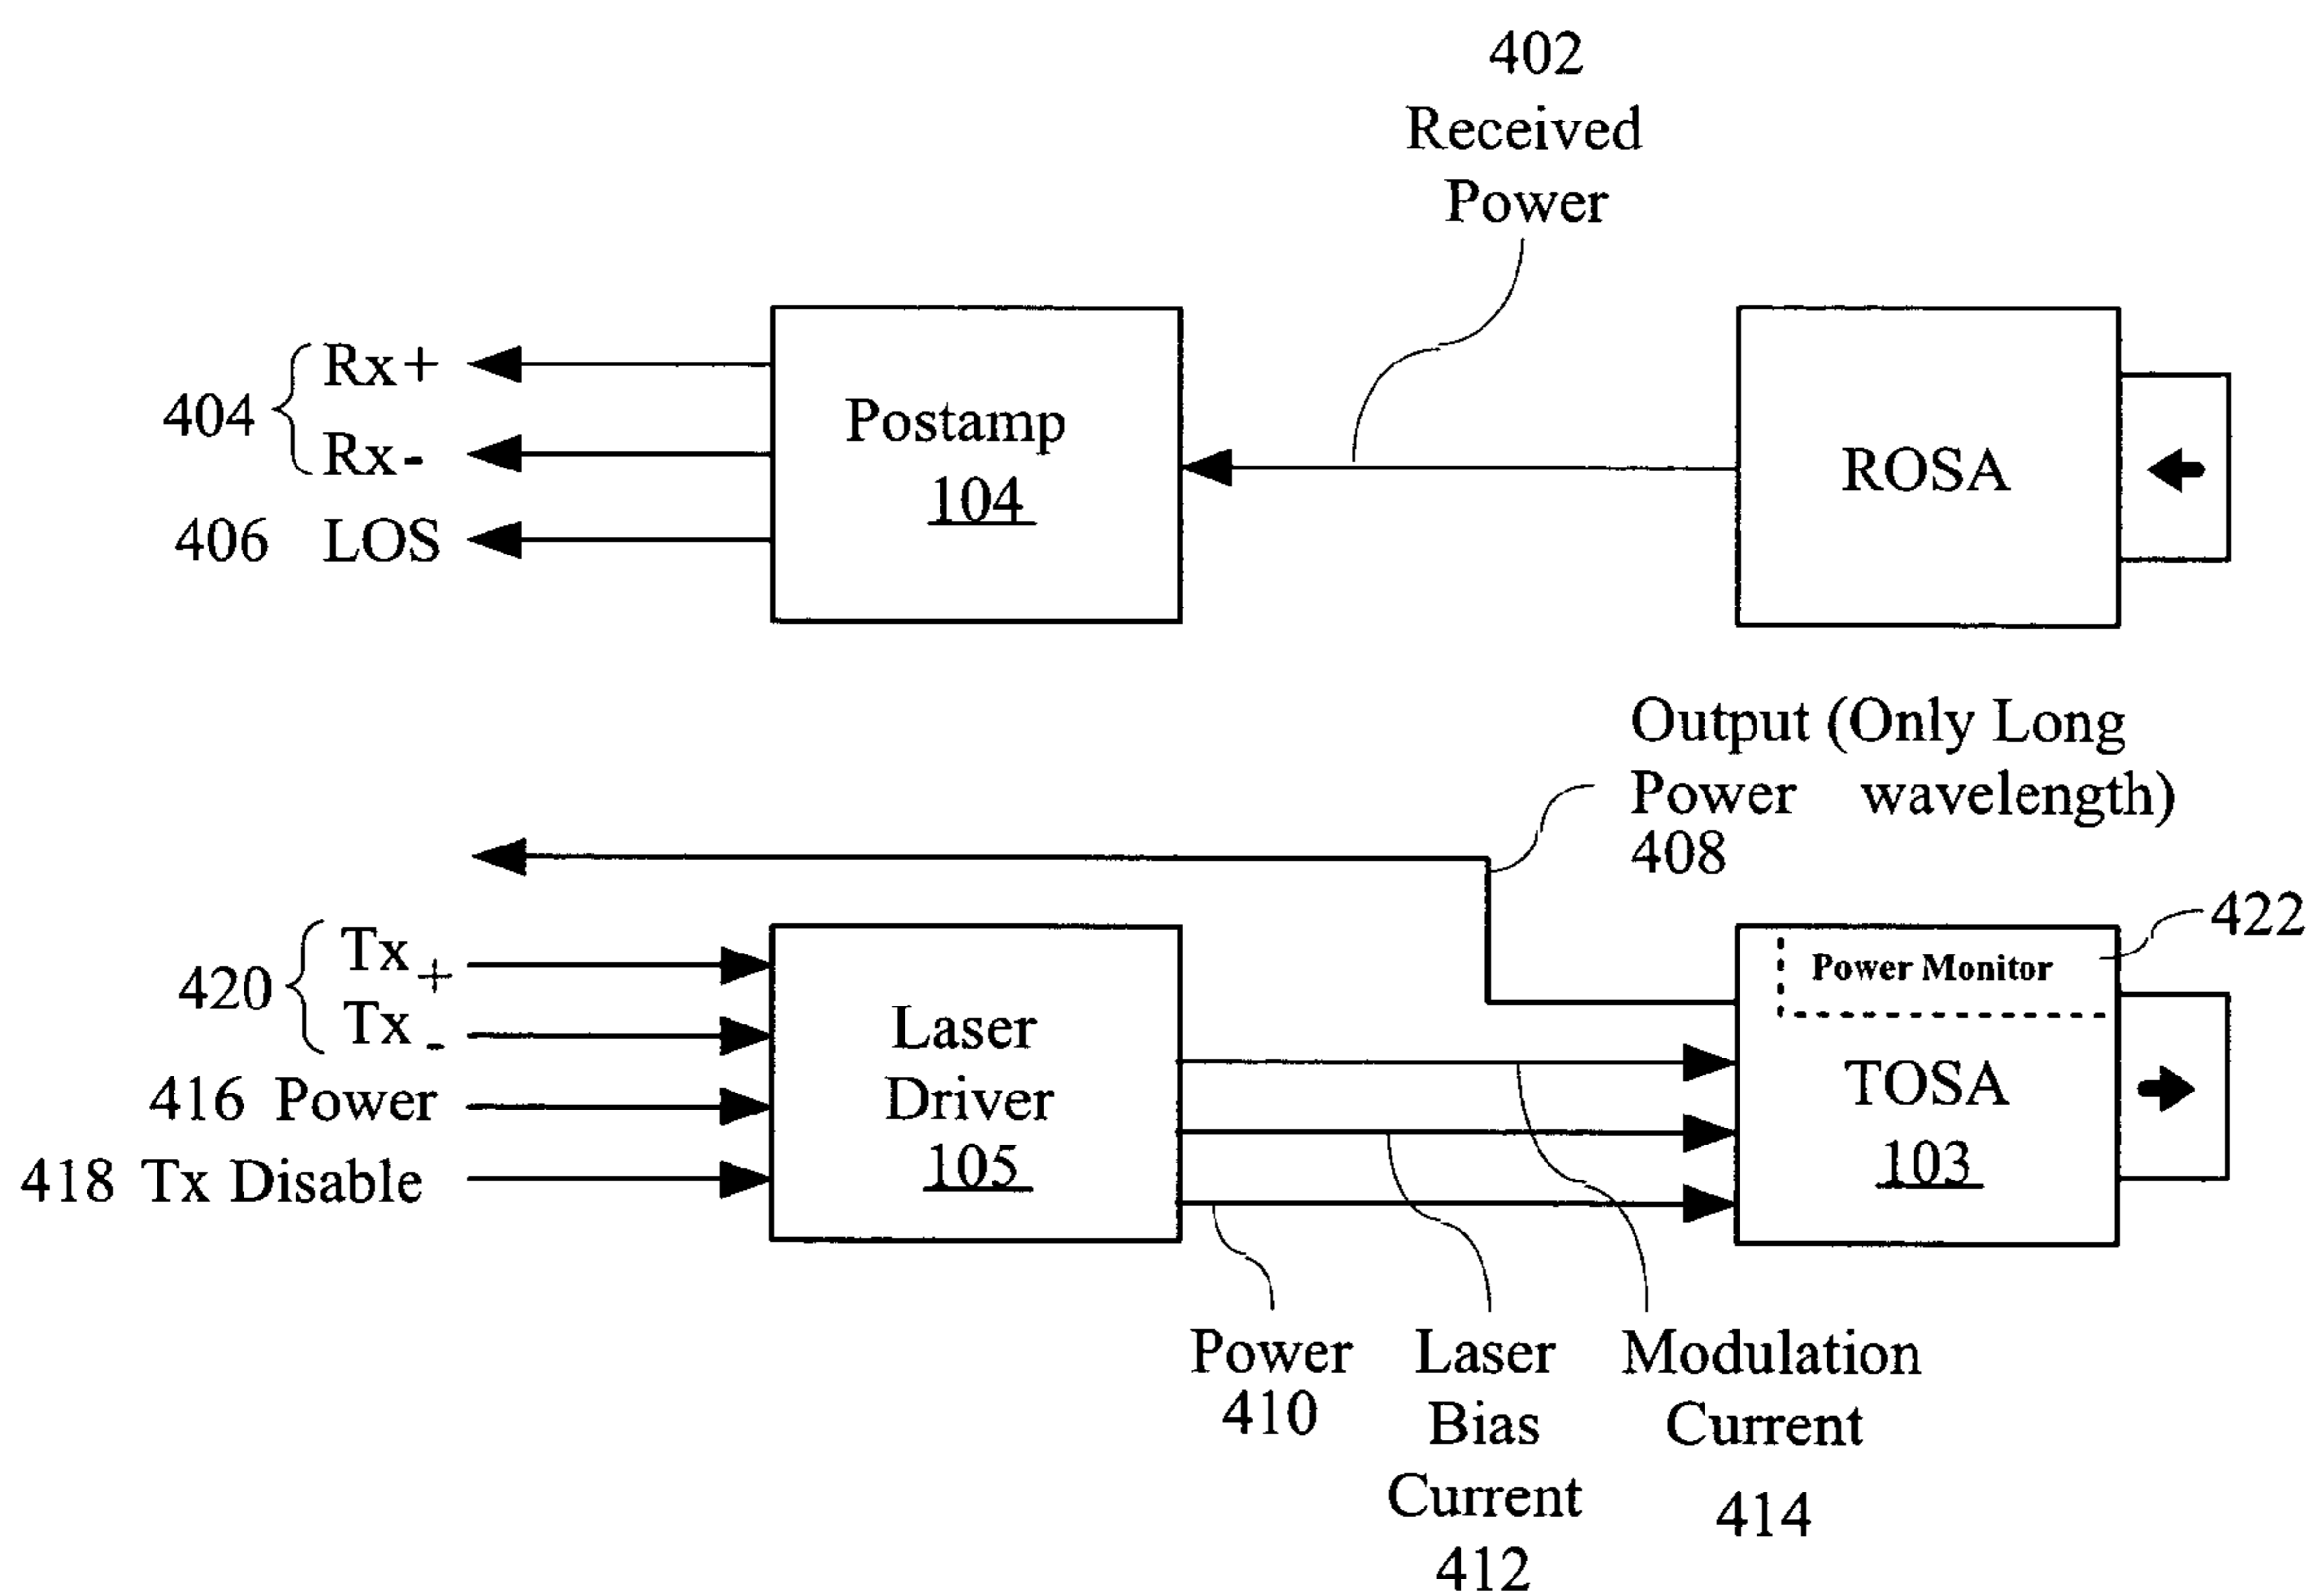 402
Received
Power
404
Rx+
Rx-
406 LOS
Postamp
104
ROSA
Output (Only Long
Power wavelength)
408
422
420
Tx +
Tx -
416 Power
418 Tx Disable
Laser
Driver
105
Power Monitor
TOSA
103
Power
410
Laser
Bias
Current
412
Modulation
Current
414